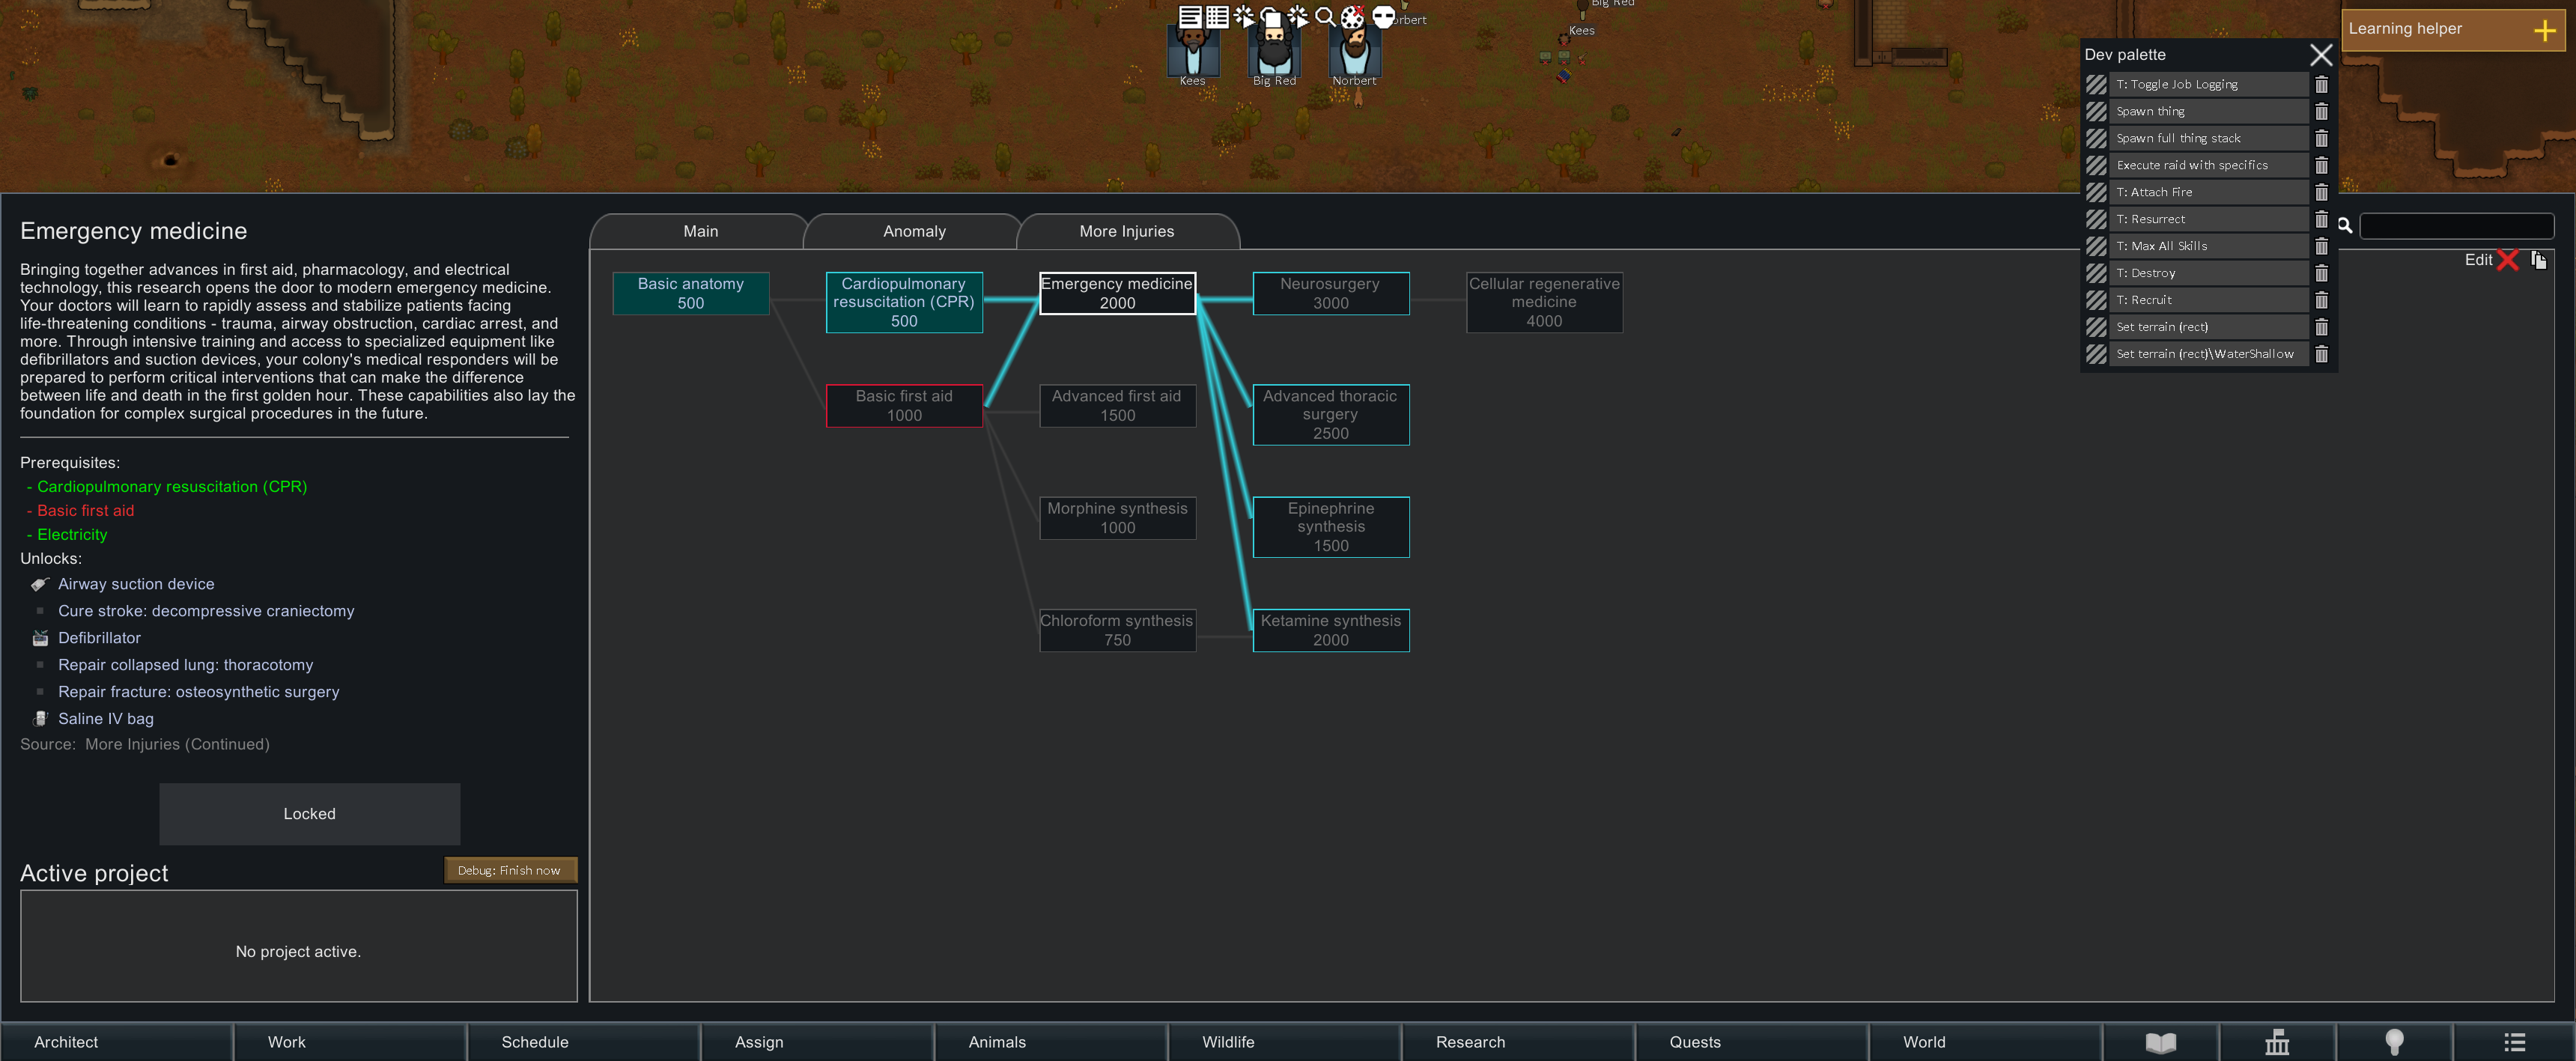 Big Red
Norbert
Kees
Kees
Big Red
Norbert
Learning helper
Dev palette
T: Toggle Job Logging
Spawn thing
Spawn full thing stack
Execute raid with specifics
T: Attach Fire
T: Resurrect
T: Max All Skills
T: Destroy
T: Recruit
Set terrain (rect)
Set terrain (rect)\WaterShallow
Emergency medicine
Bringing together advances in first aid, pharmacology, and electrical
technology, this research opens the door to modern emergency medicine.
Your doctors will learn to rapidly assess and stabilize patients facing
life-threatening conditions - trauma, airway obstruction, cardiac arrest, and
more. Through intensive training and access to specialized equipment like
defibrillators and suction devices, your colony's medical responders will be
prepared to perform critical interventions that can make the difference
between life and death in the first golden hour. These capabilities also lay the
foundation for complex surgical procedures in the future.
Prerequisites:
- Cardiopulmonary resuscitation (CPR)
- Basic first aid
- Electricity
Unlocks:
Airway suction device
Cure stroke: decompressive craniectomy
Defibrillator
Repair collapsed lung: thoracotomy
Repair fracture: osteosynthetic surgery
Saline IV bag
Source: More Injuries (Continued)
Locked
Active project
Debug: Finish now
No project active.
Main
Anomaly
More Injuries
Edit
Basic anatomy
500
Cardiopulmonary
resuscitation (CPR)
500
Emergency medicine
2000
Neurosurgery
3000
Cellular regenerative
medicine
4000
Basic first aid
1000
Advanced first aid
1500
Advanced thoracic
surgery
2500
Morphine synthesis
1000
Epinephrine
synthesis
1500
Chloroform synthesis
750
Ketamine synthesis
2000
Architect
Work
Schedule
Assign
Animals
Wildlife
Research
Quests
World